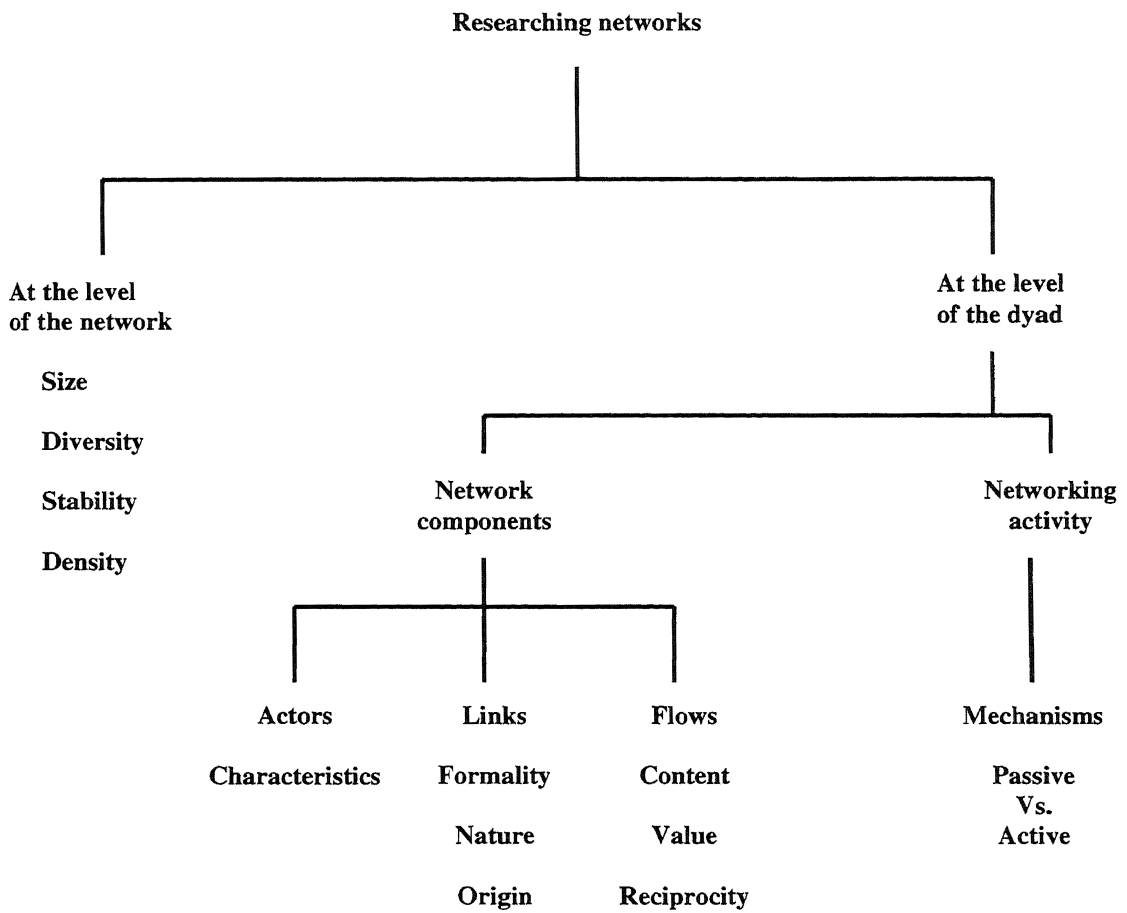 Researching networks
At the level
of the network
Size
Diversity
Stability
Density
At the level
of the dyad
Network
components
Networking
activity
Actors
Characteristics
Links
Formality
Nature
Origin
Flows
Content
Value
Reciprocity
Mechanisms
Passive
Vs.
Active